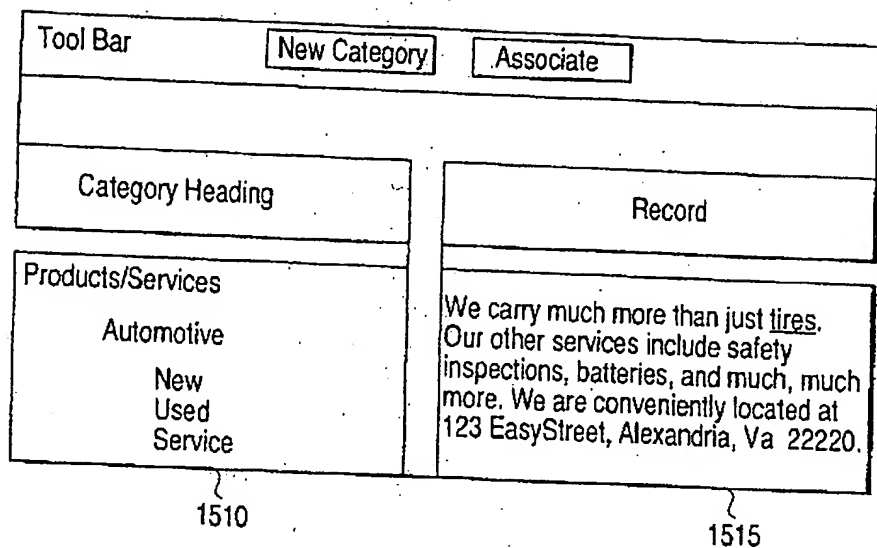 Tool Bar
New Category
Associate
Category Heading
Record
Products/Services
Automotive
New
Used
Service
We carry much more than just tires.
Our other services include safety
inspections, batteries, and much, much
more. We are conveniently located at
123 EasyStreet, Alexandria, Va 22220.
1510
1515